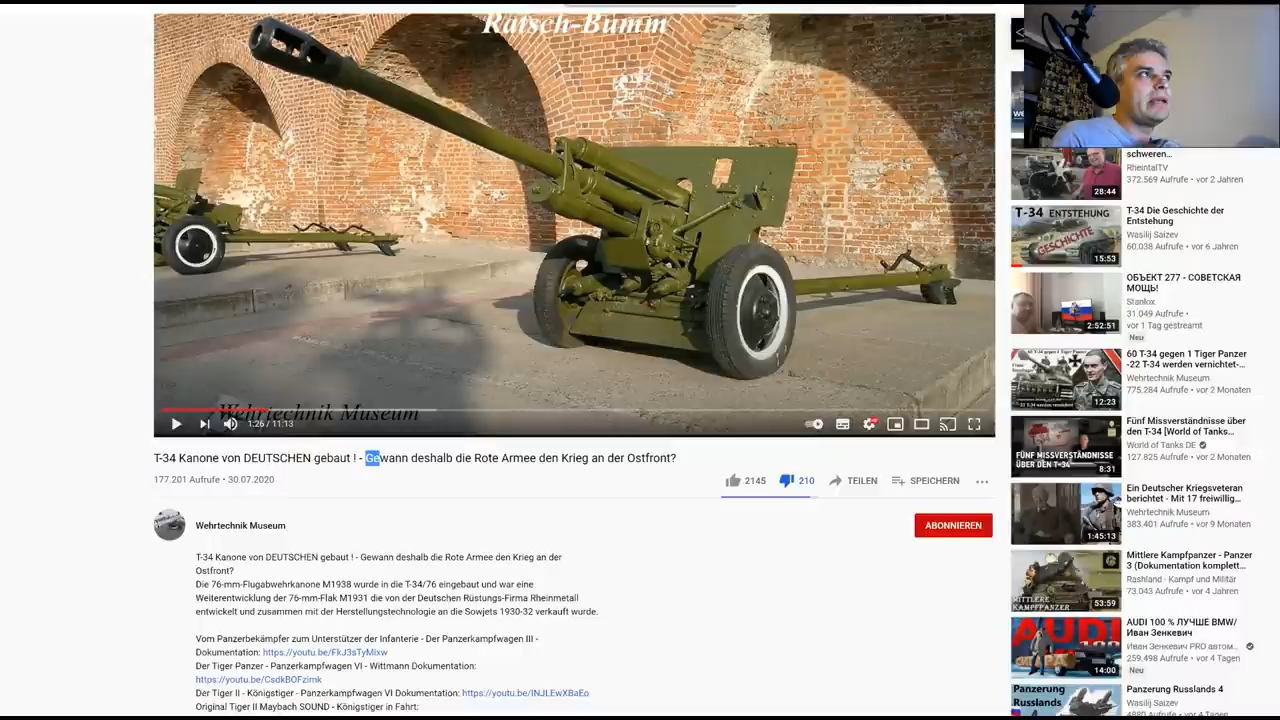 Ratsch-Bumm
Wehrtechnik Museum
1:26 / 11:13
T-34 Kanone von DEUTSCHEN gebaut ! - Gewann deshalb die Rote Armee den Krieg an der Ostfront?
177.201 Aufrufe • 30.07.2020
2145
210
TEILEN
SPEICHERN
Wehrtechnik Museum
ABONNIEREN
T-34 Kanone von DEUTSCHEN gebaut ! - Gewann deshalb die Rote Armee den Krieg an der
Ostfront?
Die 76-mm-Flugabwehrkanone M1938 wurde in die T-34/76 eingebaut und war eine
Weiterentwicklung der 76-mm-Flak M1931 die von der Deutschen Rüstungs-Firma Rheinmetall
entwickelt und zusammen mit der Herstellungstechnologie an die Sowjets 1930-32 verkauft wurde.
Vom Panzerbekämpfer zum Unterstützer der Infanterie - Der Panzerkampfwagen III -
Dokumentation: https://youtu.be/FkJ3sTyMixw
Der Tiger Panzer - Panzerkampfwagen VI - Wittmann Dokumentation:
https://youtu.be/CsdkBOFzimk
Der Tiger II - Königstiger - Panzerkampfwagen VI Dokumentation: https://youtu.be/INJLEwXBaEo
Original Tiger II Maybach SOUND - Königstiger in Fahrt:
schweren...
RheintalTV
372.569 Aufrufe • vor 2 Jahren
28:44
T-34 ENTSTEHUNG
GESCHICHTE
15:53
T-34 Die Geschichte der
Entstehung
Wasilij Saizev
60.038 Aufrufe • vor 6 Jahren
2:52:51
ОБЪЕКТ 277 - СОВЕТСКАЯ
МОЩЬ!
Stanlox
31.049 Aufrufe •
vor 1 Tag gestreamt
Neu
12:23
60 T-34 gegen 1 Tiger Panzer
-22 T-34 werden vernichtet-...
Wehrtechnik Museum
775.284 Aufrufe • vor 2 Monaten
FÜNF MISSVERSTÄNDNISSE
ÜBER DEN T-34
8:31
Fünf Missverständnisse über
den T-34 [World of Tanks...
World of Tanks DE
127.825 Aufrufe • vor 2 Monaten
1:45:13
Ein Deutscher Kriegsveteran
berichtet - Mit 17 freiwillig...
Wehrtechnik Museum
383.401 Aufrufe • vor 9 Monaten
MITTLERE
KAMPFPANZER
53:59
Mittlere Kampfpanzer - Panzer
3 (Dokumentation komplett...
Rashland - Kampf und Militär
73.043 Aufrufe • vor 4 Jahren
AUDI
14:00
AUDI 100 % ЛУЧШЕ BMW/
Иван Зенкевич
Иван Зенкевич PRO автом...
259.498 Aufrufe • vor 4 Tagen
Neu
Panzerung
Russlands
Panzerung Russlands 4
Wasilij Saizev